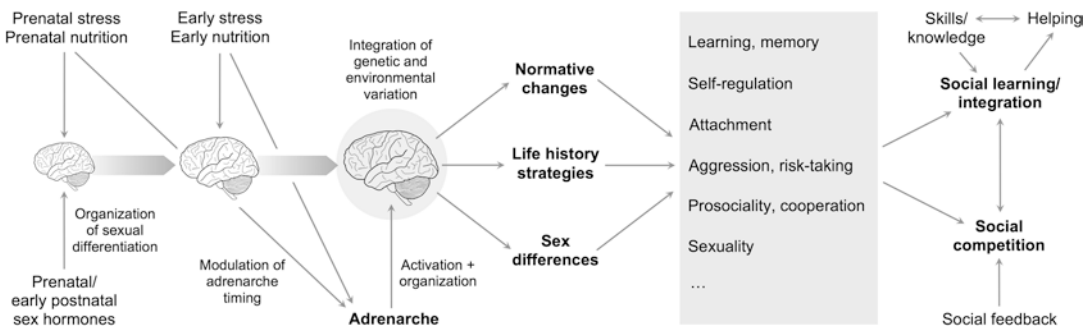 Prenatal stress
Prenatal nutrition
Early stress
Early nutrition
Integration of
genetic and
environmental
variation
Organization
of sexual
differentiation
Prenatal/
early postnatal
sex hormones
Modulation of
adrenarche
timing
Activation +
organization
Adrenarche
Normative
changes
Life history
strategies
Sex
differences
Learning, memory
Self-regulation
Attachment
Aggression, risk-taking
Prosociality, cooperation
Sexuality
…
Skills/
knowledge
Helping
Social learning/
integration
Social
competition
Social feedback